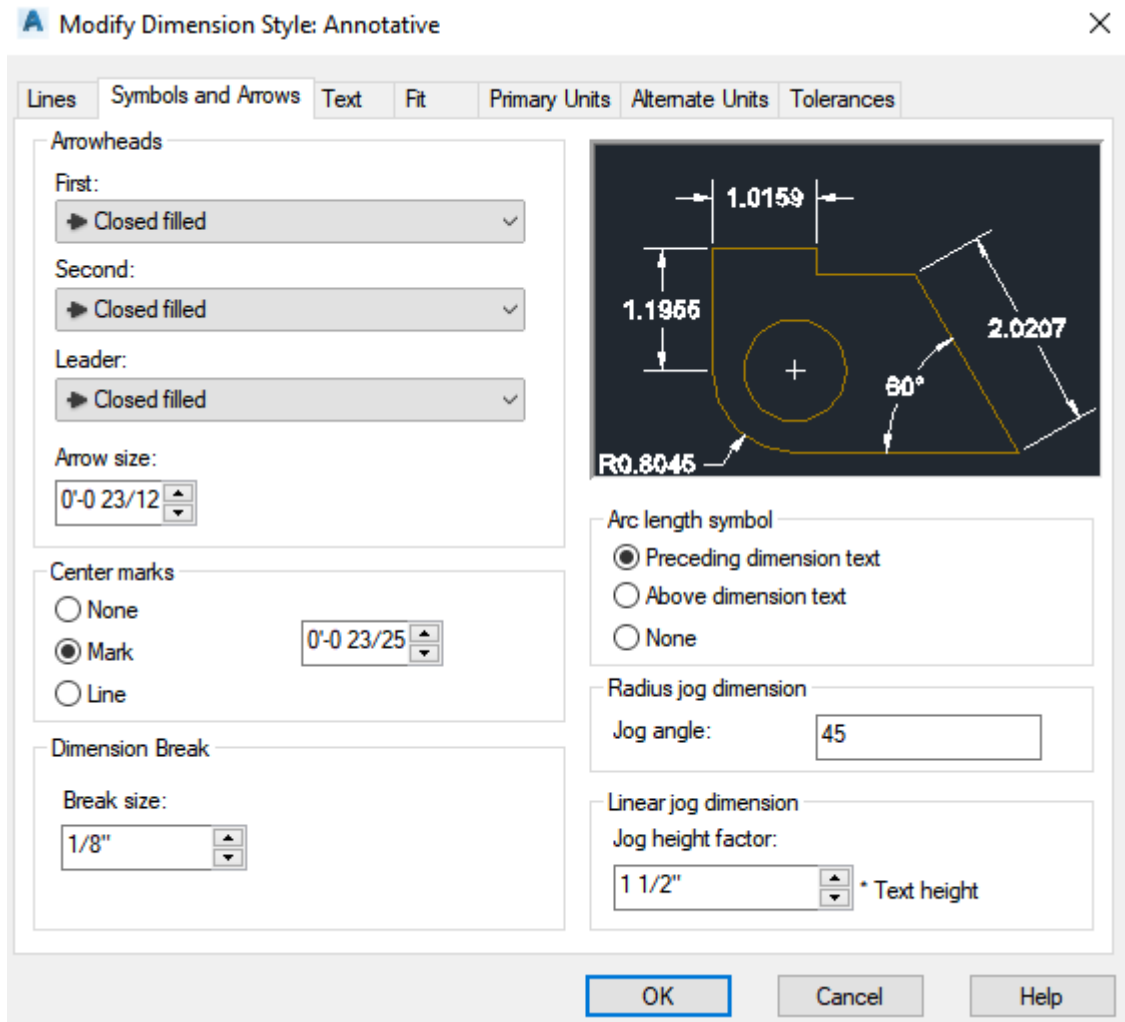 Modify Dimension Style: Annotative
Lines Symbols and Arrows Text Fit Primary Units Alternate Units Tolerances
Arrowheads
First:
Closed filled
Second:
Closed filled
Leader:
Closed filled
Arrow size:
0'-0 23/12
Center marks
None
Mark
Line
0'-0 23/25
Dimension Break
Break size:
1/8"
1.0159
1.1955
2.0207
60°
R0.8045
Arc length symbol
Preceding dimension text
Above dimension text
None
Radius jog dimension
Jog angle:
45
Linear jog dimension
Jog height factor:
1 1/2"
* Text height
OK Cancel Help